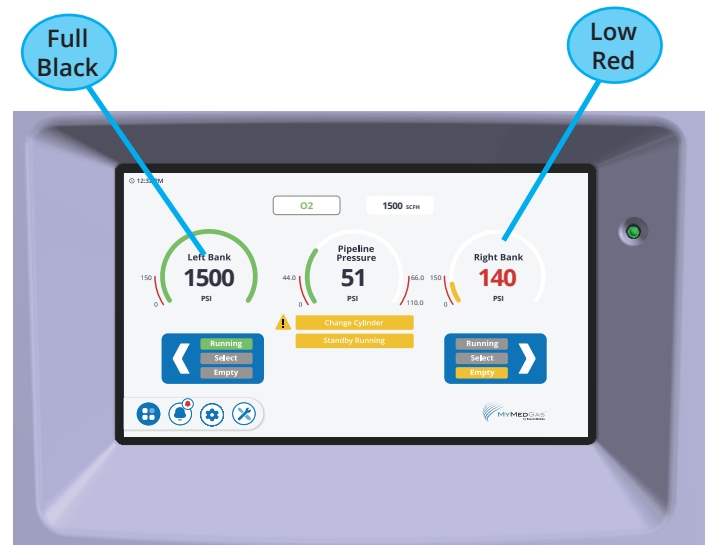 Full
Black
Low
Red
12:32 PM
O2
1500 SCFH
Left Bank
1500
PSI
150
0
Pipeline
Pressure
51
PSI
44.0
66.0
0
110.0
Right Bank
140
PSI
150
0
Change Cylinder
Standby Running
Running
Select
Empty
Running
Select
Empty
MYMEDGAS